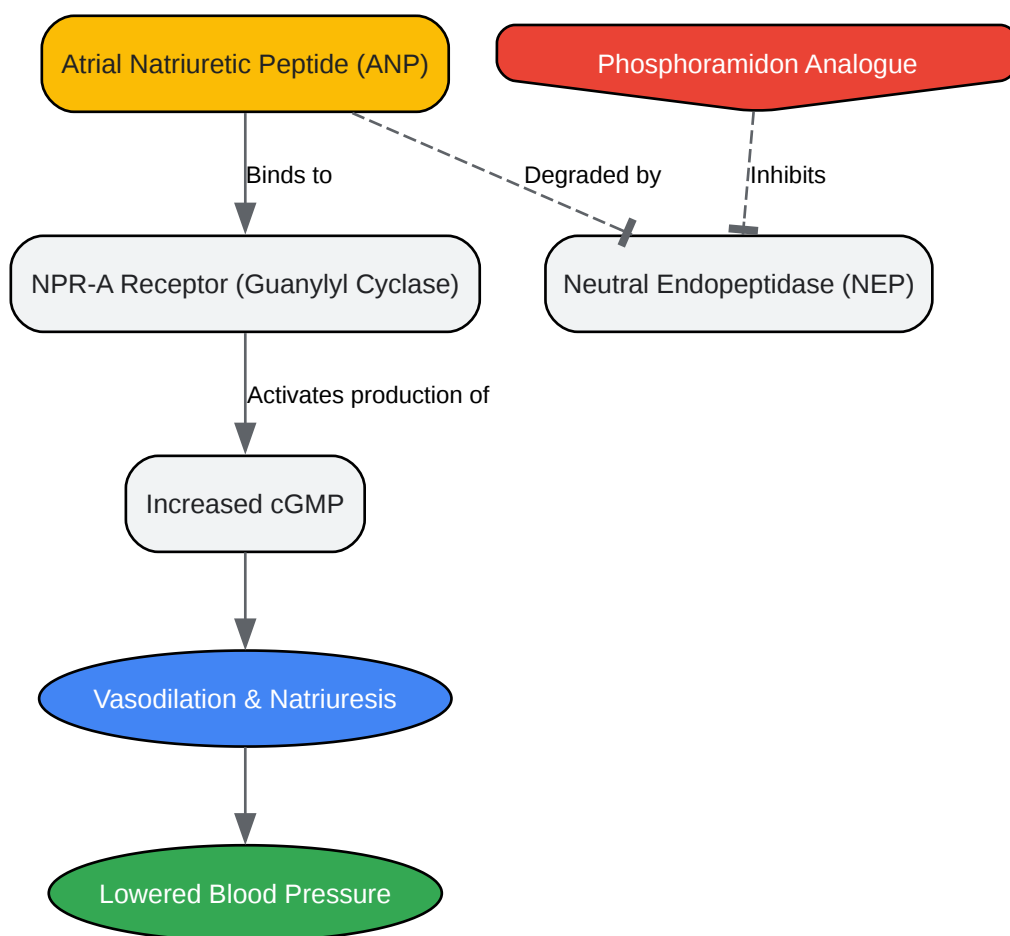 Atrial Natriuretic Peptide (ANP)
Phosphoramidon Analogue
Binds to
Degraded by
Inhibits
NPR-A Receptor (Guanylyl Cyclase)
Neutral Endopeptidase (NEP)
Activates production of
Increased cGMP
Vasodilation & Natriuresis
Lowered Blood Pressure